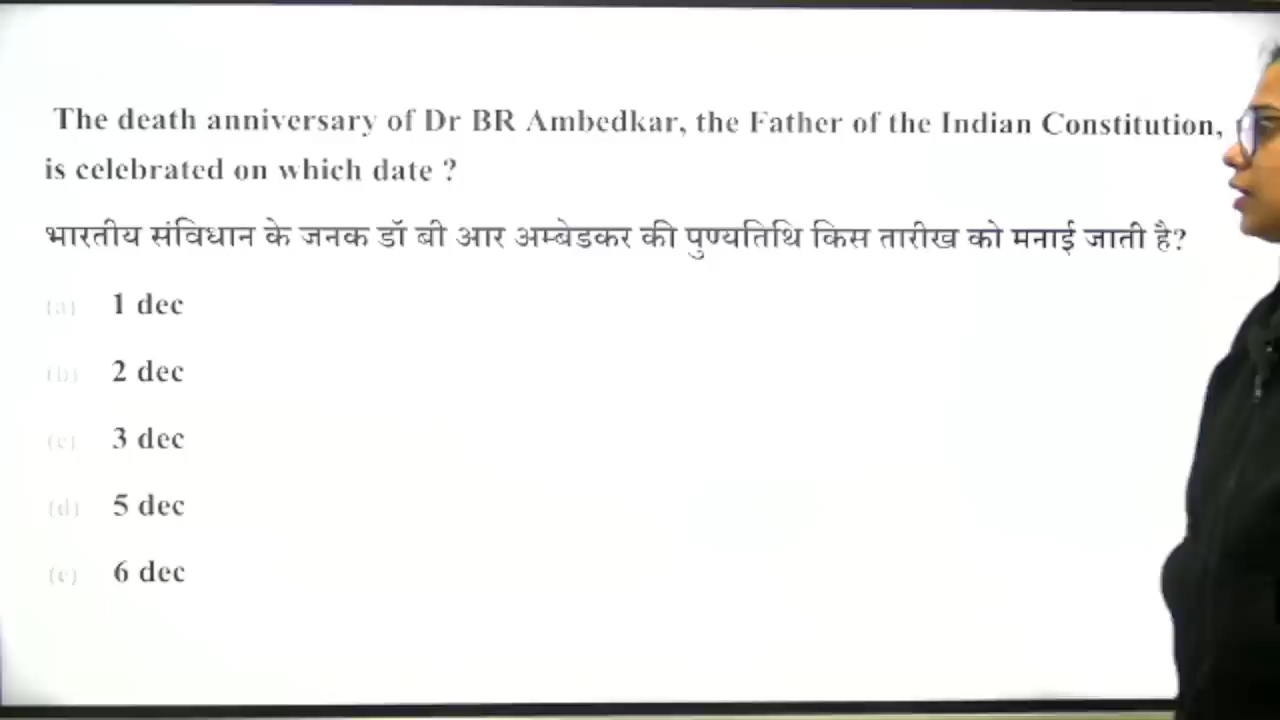 The death anniversary of Dr BR Ambedkar, the Father of the Indian Constitution,
is celebrated on which date ?
भारतीय संविधान के जनक डॉ बी आर अम्बेडकर की पुण्यतिथि किस तारीख को मनाई जाती है?
(a) 1 dec
(b) 2 dec
(c) 3 dec
(d) 5 dec
(e) 6 dec